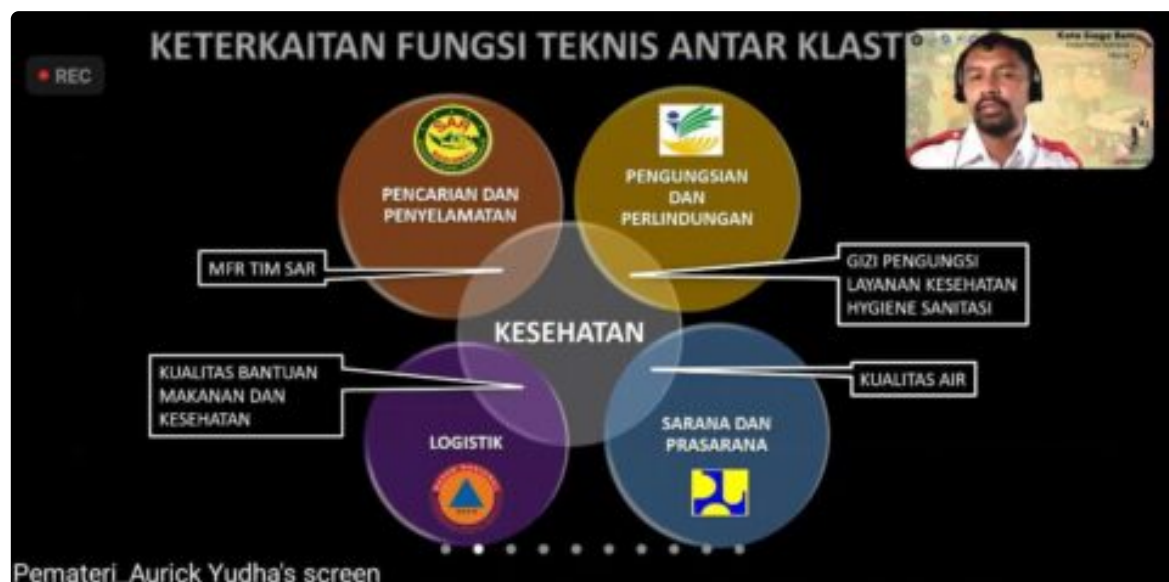 KETERKAITAN FUNGSI TEKNIS ANTAR KLAST
REC
SAR
PENCARIAN DAN
PENYELAMATAN
PENGUNGSIAN
DAN
PERLINDUNGAN
MFR TIM SAR
GIZI PENGUNGSI
LAYANAN KESEHATAN
HYGIENE SANITASI
KESEHATAN
KUALITAS BANTUAN
MAKANAN DAN
KESEHATAN
KUALITAS AIR
LOGISTIK
SARANA DAN
PRASARANA
Pemateri_Aurick Yudha's screen